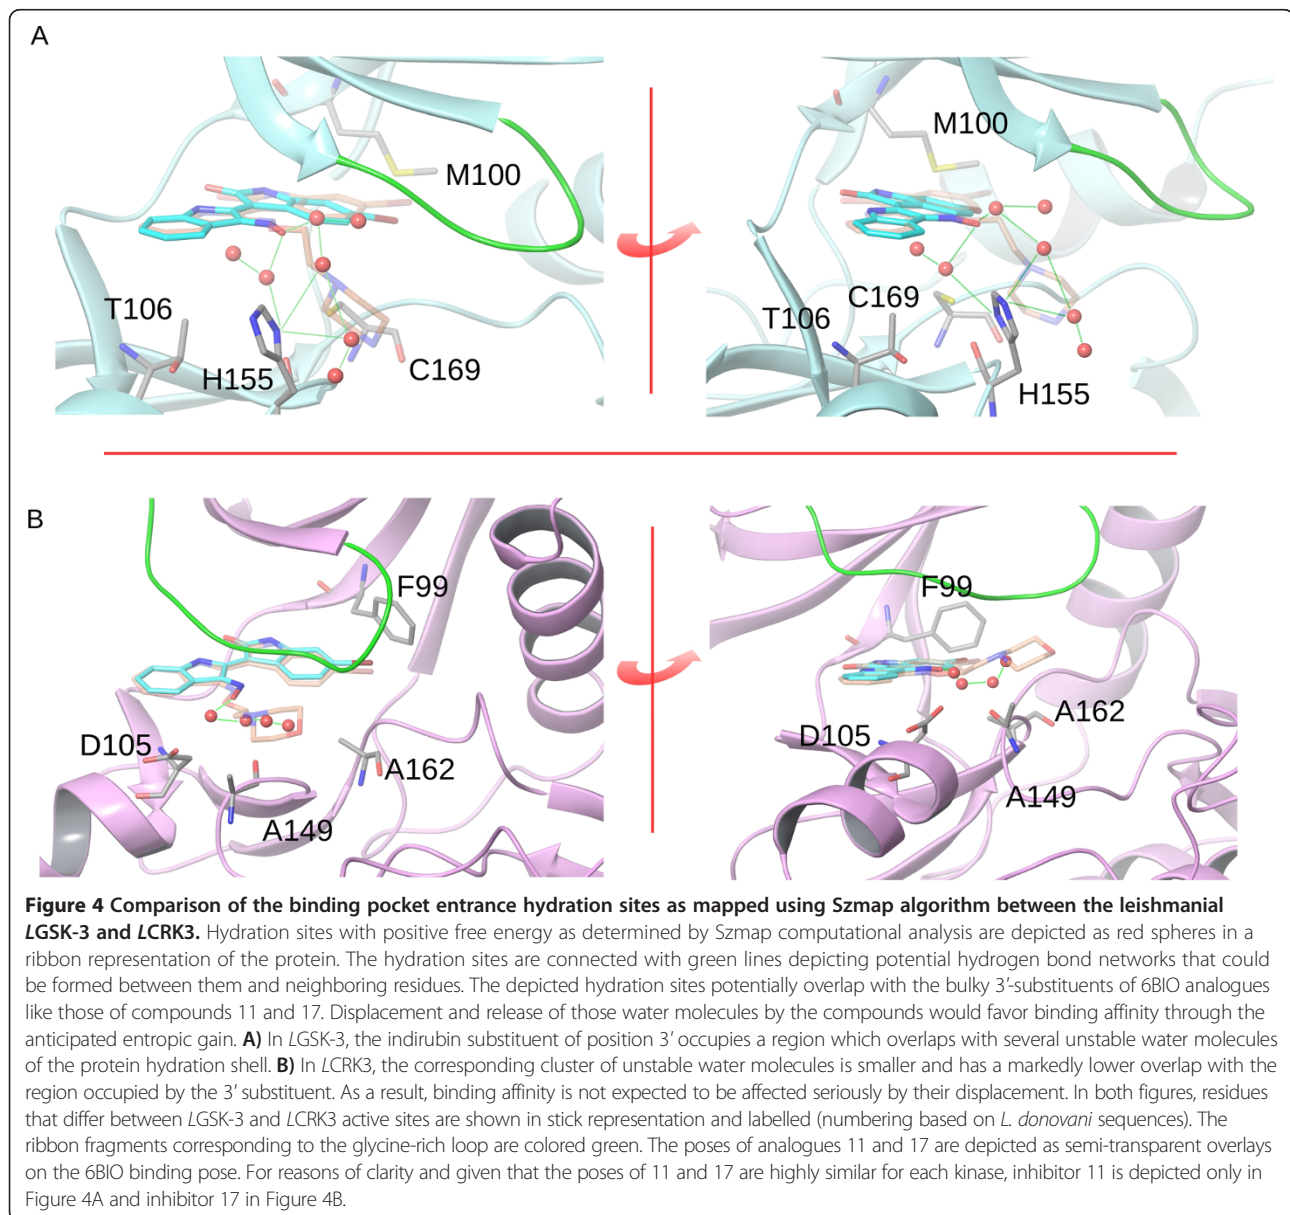 A
M100
M100
T106
H155
C169
C169
T106
H155
B
F99
F99
D105
A162
A149
D105
A162
A149
Figure 4 Comparison of the binding pocket entrance hydration sites as mapped using Szmap algorithm between the leishmanial
LGSK-3 and LCRK3. Hydration sites with positive free energy as determined by Szmap computational analysis are depicted as red spheres in a
ribbon representation of the protein. The hydration sites are connected with green lines depicting potential hydrogen bond networks that could
be formed between them and neighboring residues. The depicted hydration sites potentially overlap with the bulky 3′-substituents of 6BIO analogues
like those of compounds 11 and 17. Displacement and release of those water molecules by the compounds would favor binding affinity through the
anticipated entropic gain. A) In LGSK-3, the indirubin substituent of position 3′ occupies a region which overlaps with several unstable water molecules
of the protein hydration shell. B) In LCRK3, the corresponding cluster of unstable water molecules is smaller and has a markedly lower overlap with the
region occupied by the 3′ substituent. As a result, binding affinity is not expected to be affected seriously by their displacement. In both figures, residues
that differ between LGSK-3 and LCRK3 active sites are shown in stick representation and labelled (numbering based on L. donovani sequences). The
ribbon fragments corresponding to the glycine-rich loop are colored green. The poses of analogues 11 and 17 are depicted as semi-transparent overlays
on the 6BIO binding pose. For reasons of clarity and given that the poses of 11 and 17 are highly similar for each kinase, inhibitor 11 is depicted only in
Figure 4A and inhibitor 17 in Figure 4B.